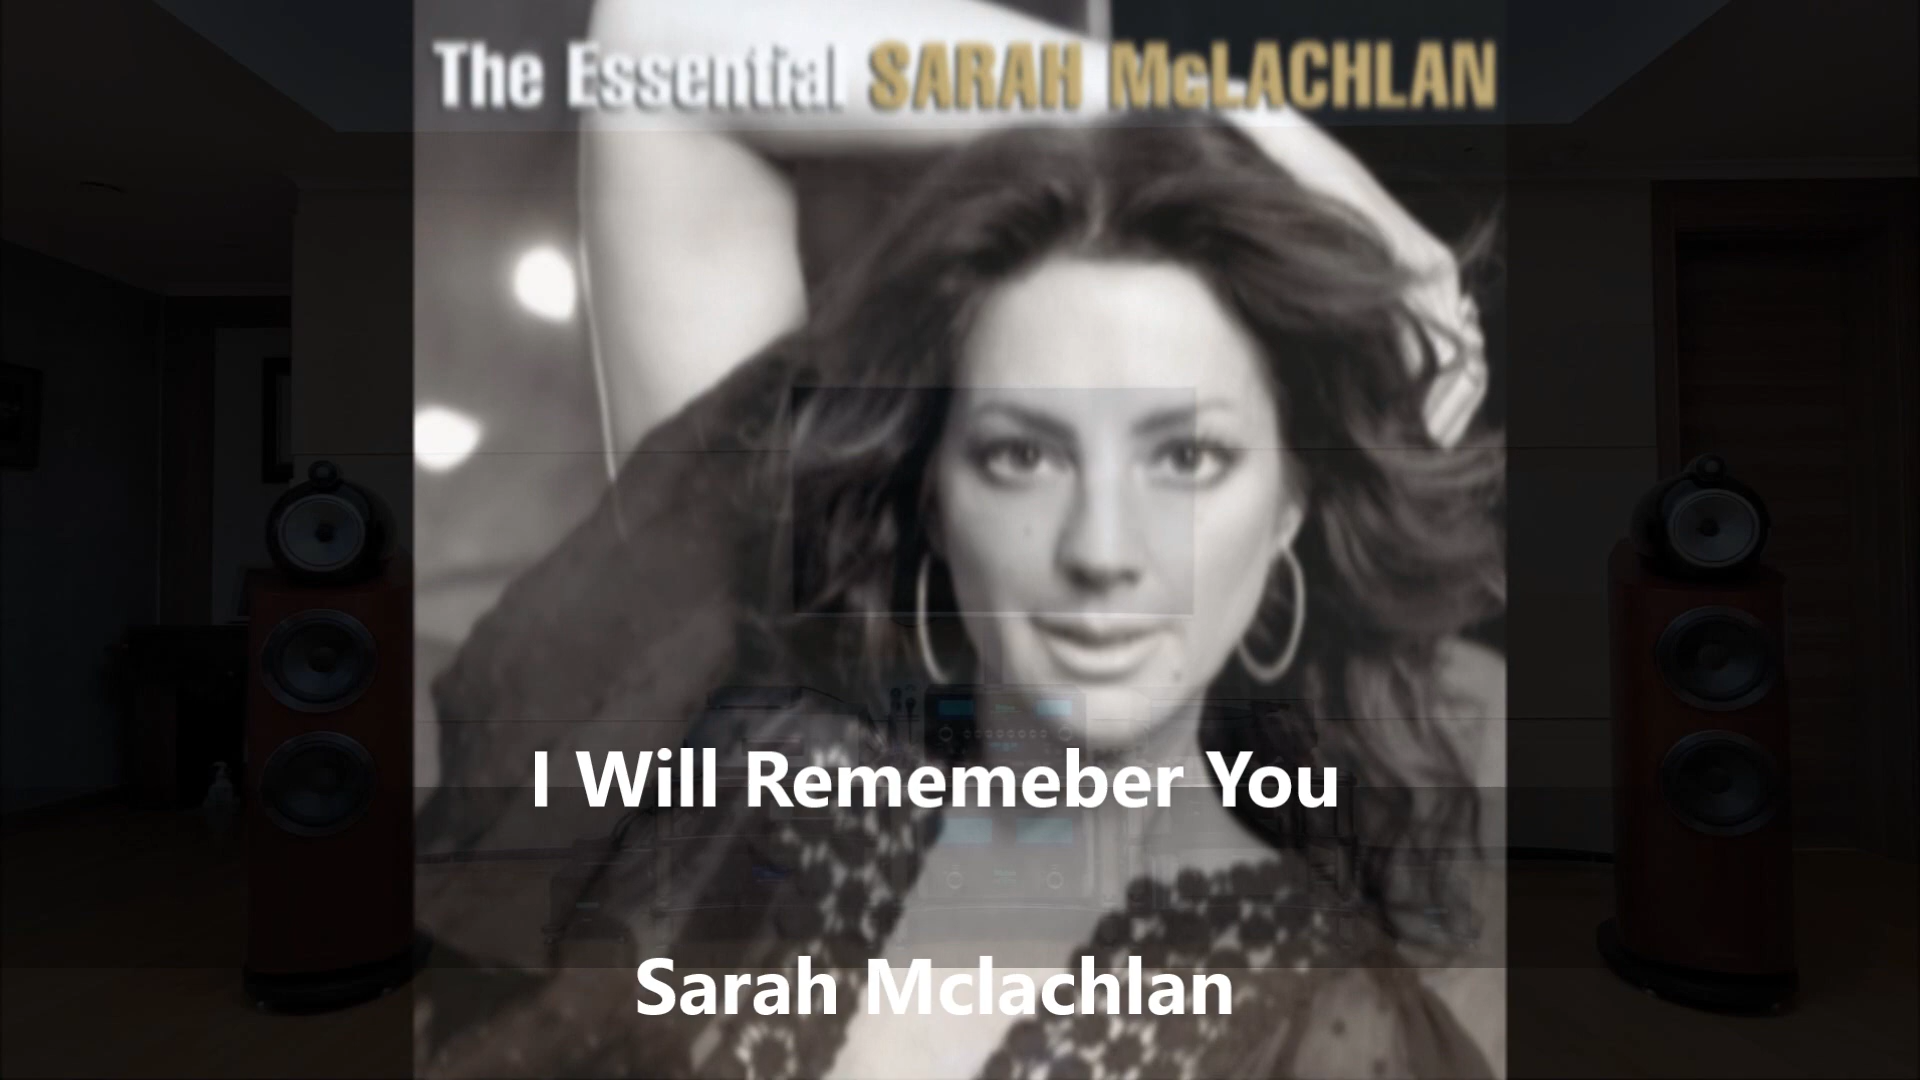 The Essential SARAH McLACHLAN
I Will Rememeber You
Sarah Mclachlan